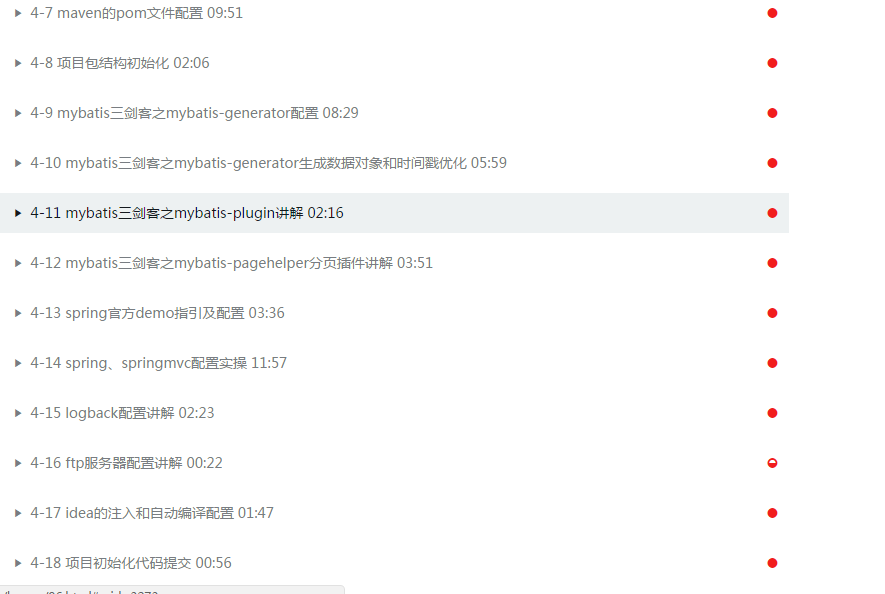 4-7 maven的pom文件配置 09:51
4-8 项目包结构初始化 02:06
4-9 mybatis三剑客之mybatis-generator配置 08:29
4-10 mybatis三剑客之mybatis-generator生成数据对象和时间戳优化 05:59
4-11 mybatis三剑客之mybatis-plugin讲解 02:16
4-12 mybatis三剑客之mybatis-pagehelper分页插件讲解 03:51
4-13 spring官方demo指引及配置 03:36
4-14 spring、springmvc配置实操 11:57
4-15 logback配置讲解 02:23
4-16 ftp服务器配置讲解 00:22
4-17 idea的注入和自动编译配置 01:47
4-18 项目初始化代码提交 00:56